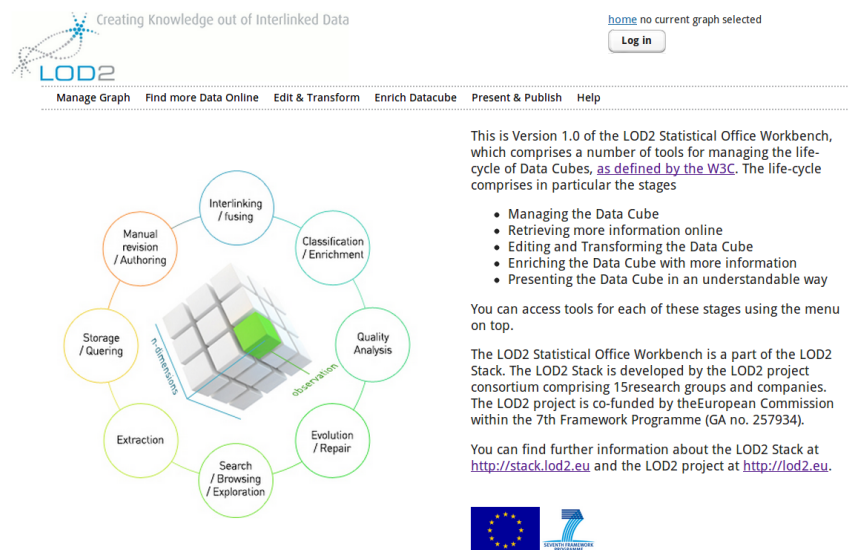 Creating Knowledge out of Interlinked Data
LOD2
home no current graph selected
Log in
Manage Graph Find more Data Online Edit & Transform Enrich Datacube Present & Publish Help
Interlinking
/ fusing
Classification
/ Enrichment
Quality
Analysis
Evolution
/ Repair
Search
/ Browsing
/ Exploration
Extraction
Storage
/ Quering
Manual
revision
/ Authoring
n-dimensions
observation
This is Version 1.0 of the LOD2 Statistical Office Workbench,
which comprises a number of tools for managing the life-
cycle of Data Cubes, as defined by the W3C. The life-cycle
comprises in particular the stages
Managing the Data Cube
Retrieving more information online
Editing and Transforming the Data Cube
Enriching the Data Cube with more information
Presenting the Data Cube in an understandable way
You can access tools for each of these stages using the menu
on top.
The LOD2 Statistical Office Workbench is a part of the LOD2
Stack. The LOD2 Stack is developed by the LOD2 project
consortium comprising 15research groups and companies.
The LOD2 project is co-funded by theEuropean Commission
within the 7th Framework Programme (GA no. 257934).
You can find further information about the LOD2 Stack at
http://stack.lod2.eu and the LOD2 project at http://lod2.eu.
SEVENTH FRAMEWORK
PROGRAMME